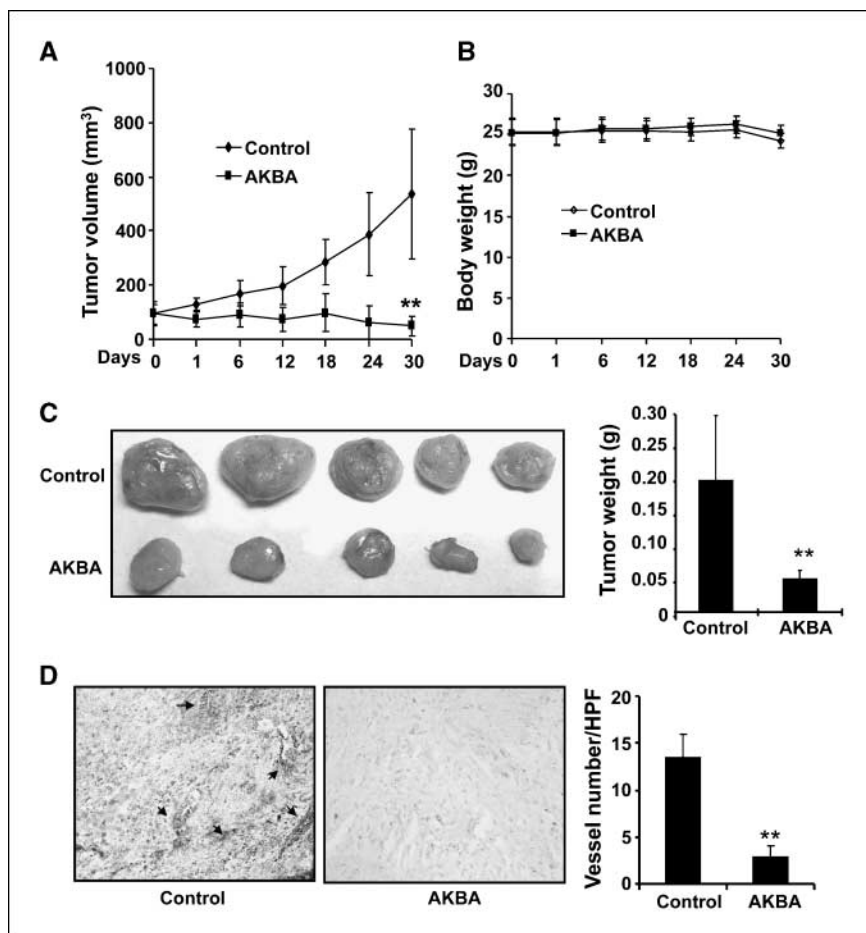 A
Tumor volume (mm³)
1000
800
600
400
200
0
Control
AKBA
**
Days
0 1 6 12 18 24 30
B
Body weight (g)
30
25
20
15
10
5
0
Control
AKBA
Days
0 1 6 12 18 24 30
C
Control
AKBA
Tumor weight (g)
0.30
0.20
0.15
0.10
0.05
0
**
Control AKBA
D
Control
AKBA
Vessel number/HPF
20
15
10
5
0
**
Control AKBA